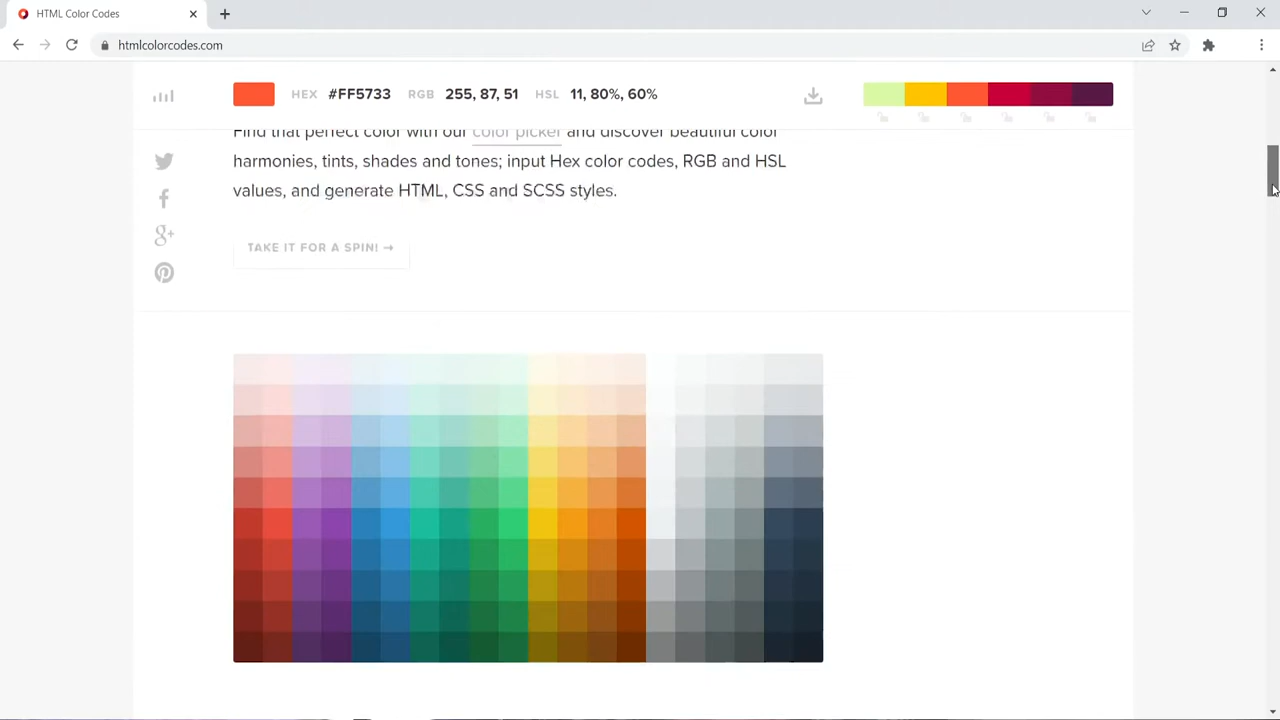 HTML Color Codes
htmlcolorcodes.com
HEX #FF5733 RGB 255, 87, 51 HSL 11, 80%, 60%
Find that perfect color with our color picker and discover beautiful color
harmonies, tints, shades and tones; input Hex color codes, RGB and HSL
values, and generate HTML, CSS and SCSS styles.
TAKE IT FOR A SPIN! →